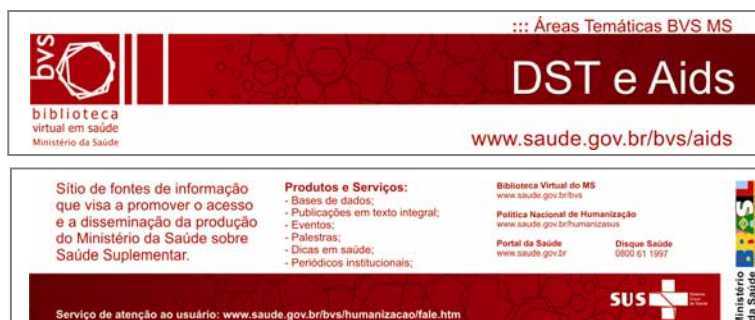 ::: Áreas Temáticas BVS MS
bvs
DST e Aids
biblioteca
virtual em saúde
Ministério da Saúde
www.saude.gov.br/bvs/aids
Sítio de fontes de informação
que visa a promover o acesso
e a disseminação da produção
do Ministério da Saúde sobre
Saúde Suplementar.
Produtos e Serviços:
- Bases de dados;
- Publicações em texto integral;
- Eventos;
- Palestras;
- Dicas em saúde;
- Periódicos institucionais;
Biblioteca Virtual do MS
www.saude.gov.br/bvs
Política Nacional de Humanização
www.saude.gov.br/humanizasus
Portal da Saúde
www.saude.gov.br
Disque Saúde
0800 61 1997
Ministério
da Saúde
BRASIL
SUS
Serviço de atenção ao usuário: www.saude.gov.br/bvs/humanizacao/fale.htm